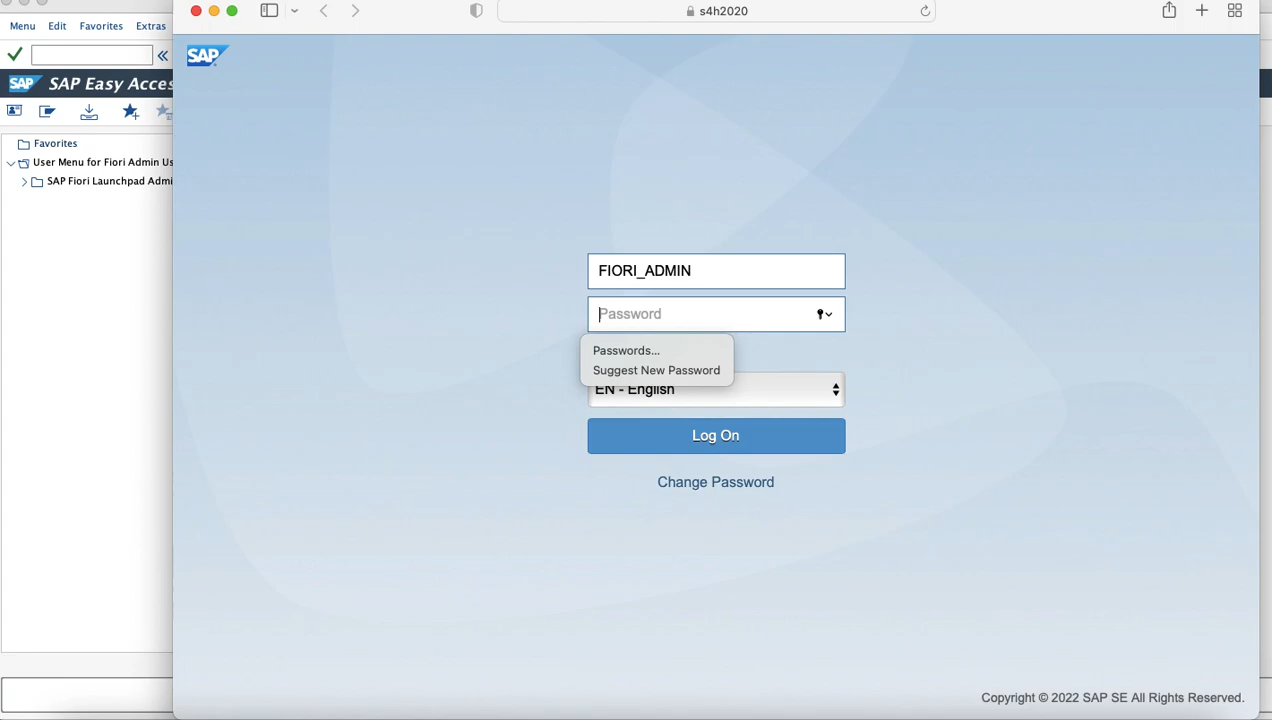 Menu Edit Favorites Extras
SAP SAP Easy Acces
Favorites
User Menu for Fiori Admin Us
SAP Fiori Launchpad Admi
s4h2020
SAP
FIORI_ADMIN
Password
Passwords...
Suggest New Password
EN - English
Log On
Change Password
Copyright © 2022 SAP SE All Rights Reserved.